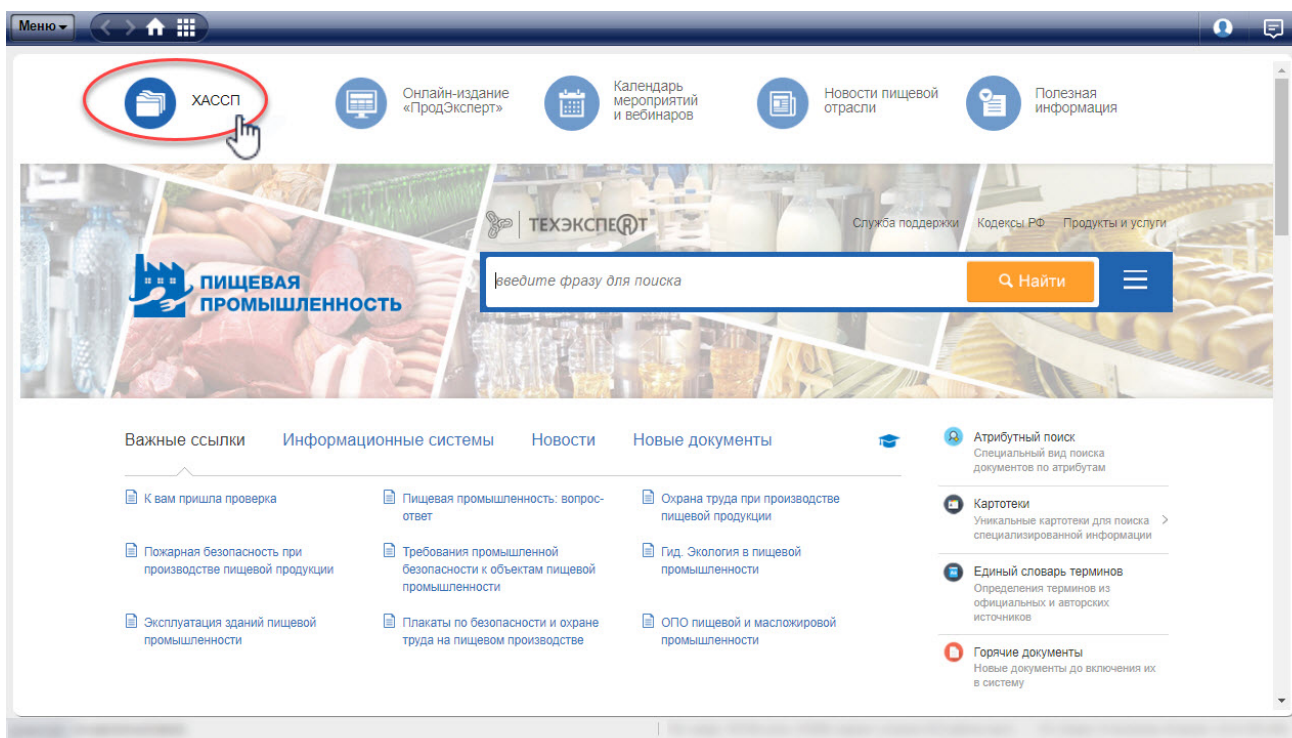 Меню
ХАССП
Онлайн-издание
«ПродЭксперт»
Календарь
мероприятий
и вебинаров
Новости пищевой
отрасли
Полезная
информация
ТЕХЭКСПЕRТ
Служба поддержки Кодексы РФ Продукты и услуги
ПИЩЕВАЯ
ПРОМЫШЛЕННОСТЬ
введите фразу для поиска
Найти
Важные ссылки Информационные системы Новости Новые документы
К вам пришла проверка
Пищевая промышленность: вопрос-
ответ
Охрана труда при производстве
пищевой продукции
Пожарная безопасность при
производстве пищевой продукции
Требования промышленной
безопасности к объектам пищевой
промышленности
Гид. Экология в пищевой
промышленности
Эксплуатация зданий пищевой
промышленности
Плакаты по безопасности и охране
труда на пищевом производстве
ОПО пищевой и масложировой
промышленности
Атрибутный поиск
Специальный вид поиска
документов по атрибутам
Картотеки
Уникальные картотеки для поиска
специализированной информации
Единый словарь терминов
Определения терминов из
официальных и авторских
источников
Горячие документы
Новые документы до включения их
в систему